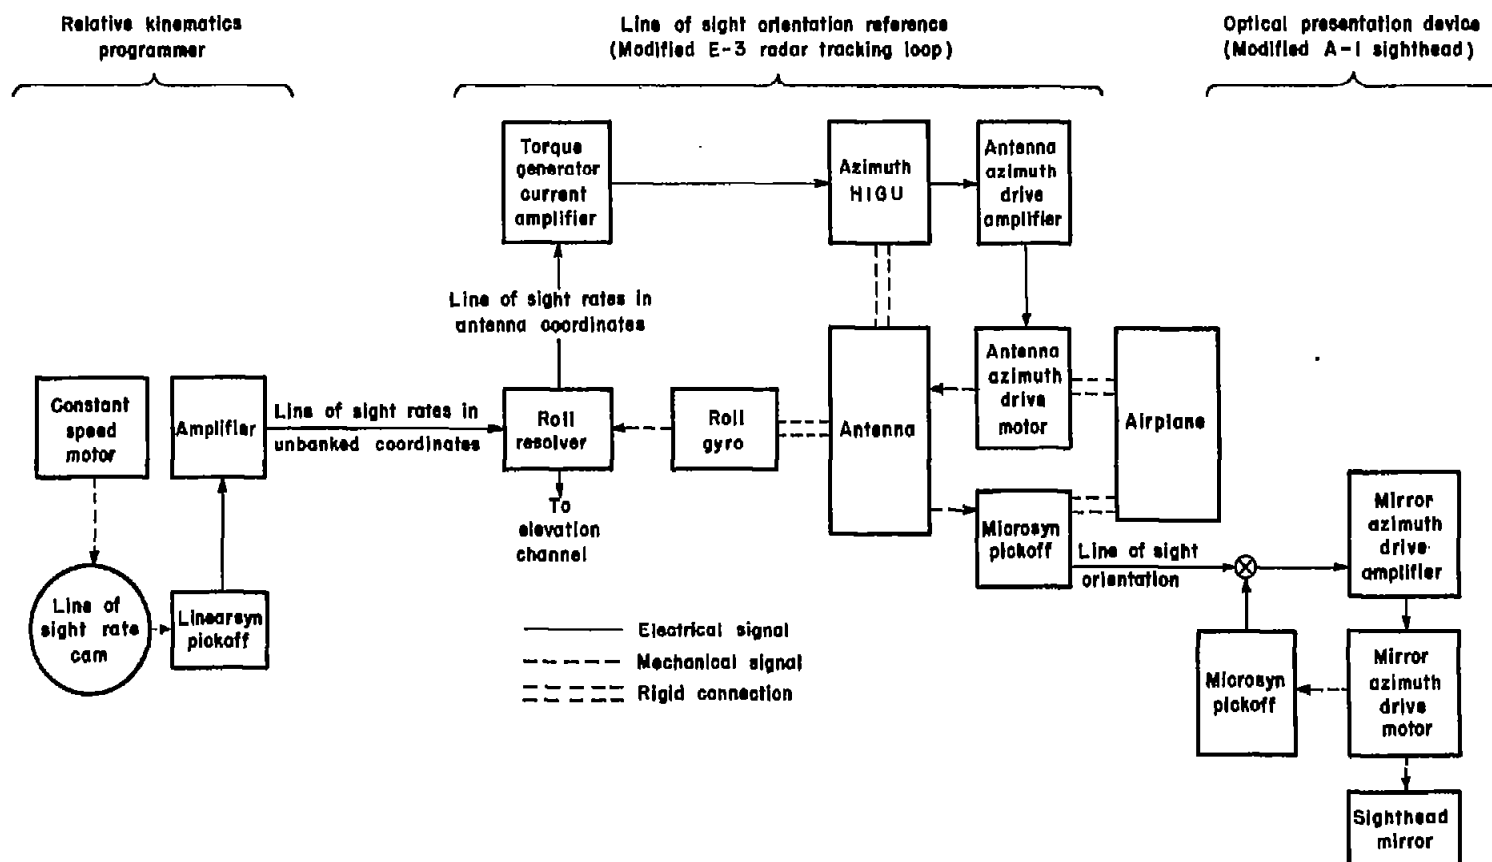 Relative kinematics
programmer
Line of sight orientation reference
(Modified E-3 radar tracking loop)
Optical presentation device
(Modified A-1 sighthead)
Torque
generator
current
amplifier
Azimuth
HIGU
Antenna
azimuth
drive
amplifier
Line of sight rates in
antenna coordinates
Constant
speed
motor
Amplifier
Line of sight rates in
unbanked coordinates
Roll
resolver
Roll
gyro
Antenna
Antenna
azimuth
drive
motor
Airplane
To
elevation
channel
Microsyn
pickoff
Line of sight
orientation
Mirror
azimuth
drive
amplifier
Line of
sight rate
cam
Linearsyn
pickoff
Electrical signal
Mechanical signal
Rigid connection
Microsyn
pickoff
Mirror
azimuth
drive
motor
Sighthead
mirror